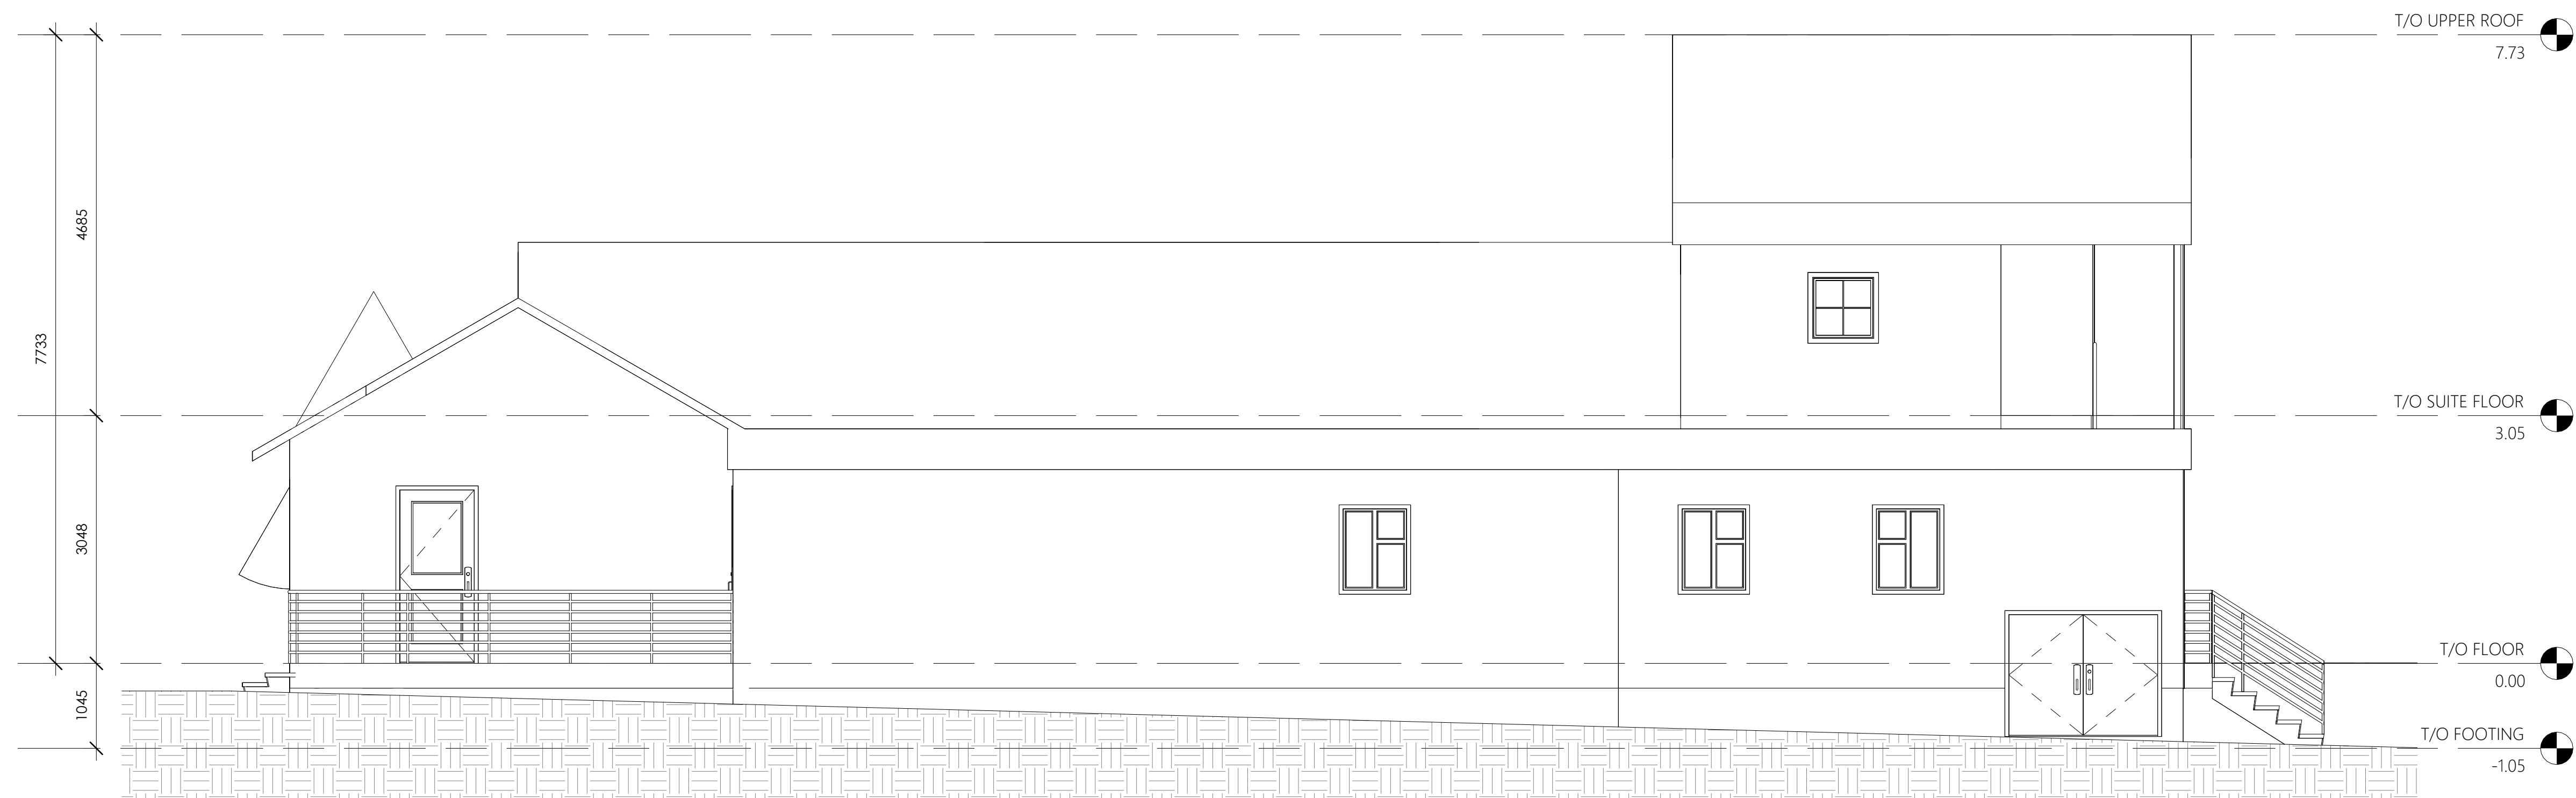 T/O UPPER ROOF
7.73
4685
7733
T/O SUITE FLOOR
3.05
3048
T/O FLOOR
0.00
1045
T/O FOOTING
-1.05